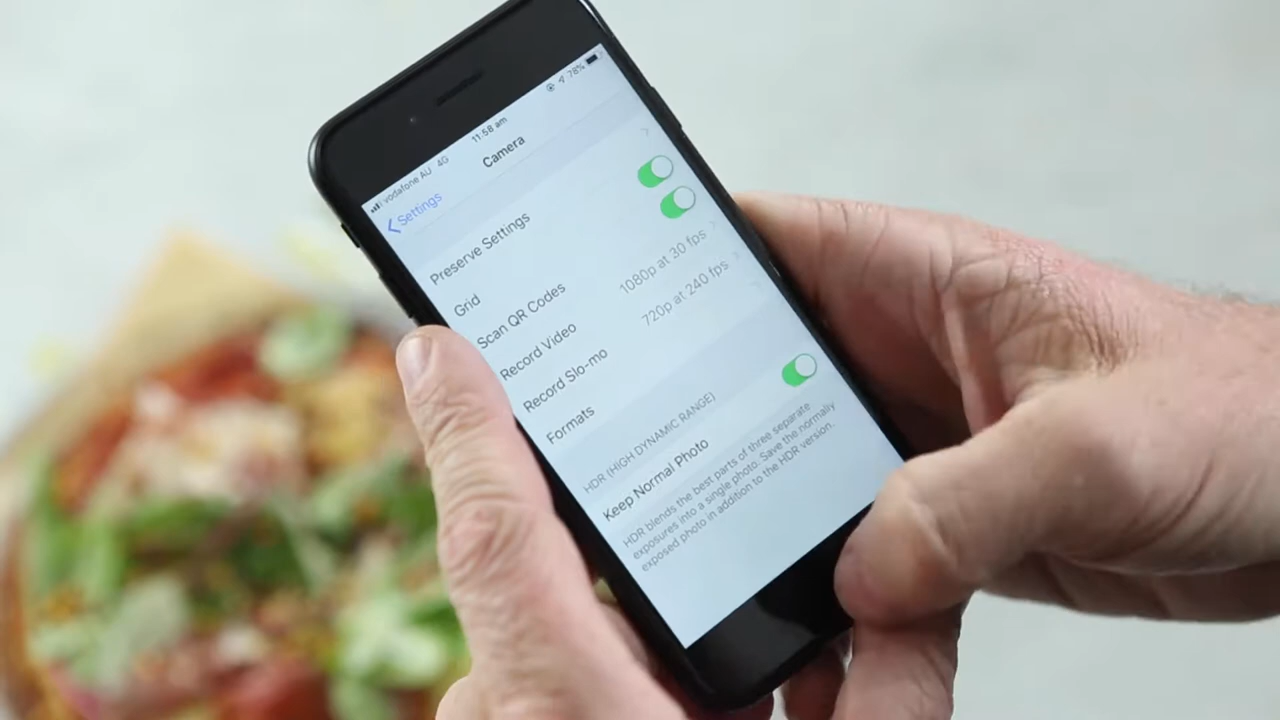 vodafone AU 4G 11:58 am 78%
Settings Camera
Preserve Settings
Grid
Scan QR Codes
Record Video 1080p at 30 fps
Record Slo-mo 720p at 240 fps
Formats
HDR (HIGH DYNAMIC RANGE)
Keep Normal Photo
HDR blends the best parts of three separate
exposures into a single photo. Save the normally
exposed photo in addition to the HDR version.